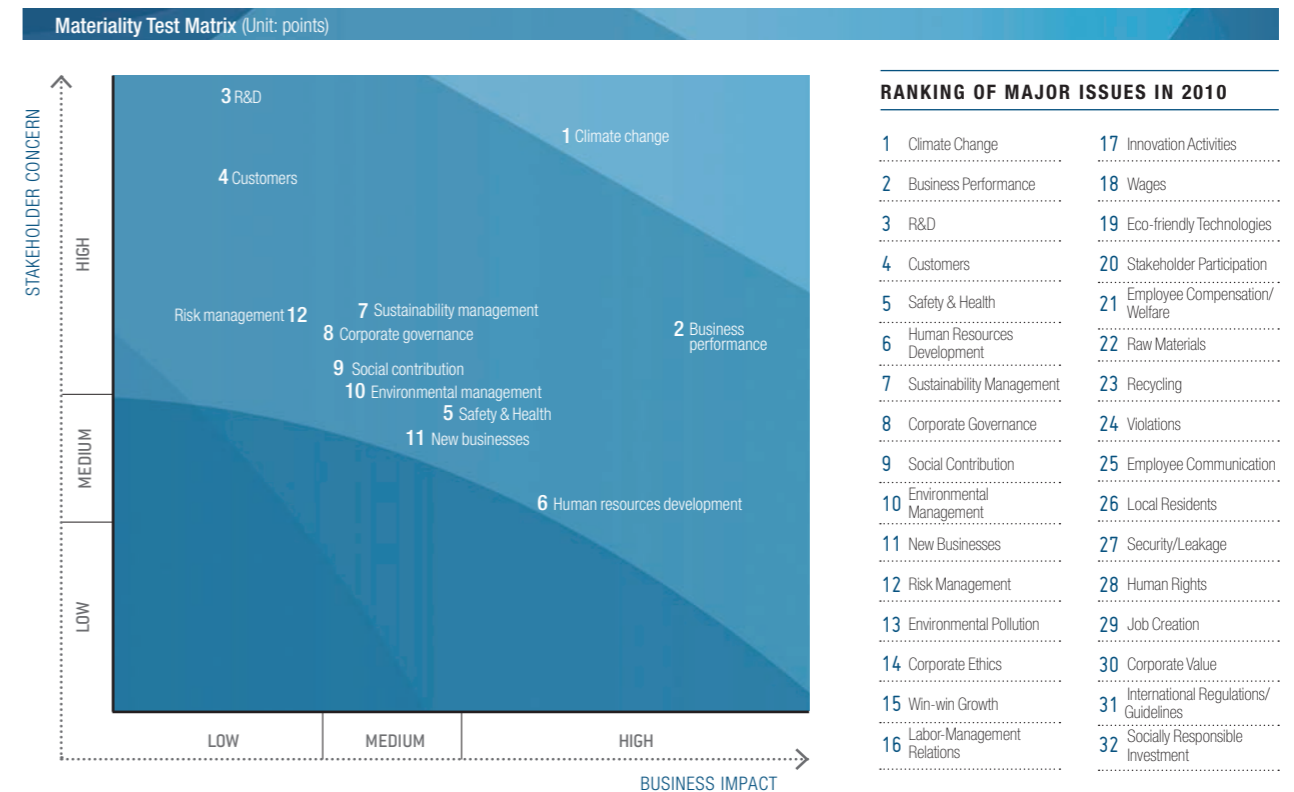 Materiality Test Matrix (Unit: points)
STAKEHOLDER CONCERN
HIGH
MEDIUM
LOW
3 R&D
1 Climate change
4 Customers
Risk management 12
7 Sustainability management
8 Corporate governance
2 Business
performance
9 Social contribution
10 Environmental management
5 Safety & Health
11 New businesses
6 Human resources development
LOW
MEDIUM
HIGH
BUSINESS IMPACT
RANKING OF MAJOR ISSUES IN 2010
1 Climate Change
2 Business Performance
3 R&D
4 Customers
5 Safety & Health
6 Human Resources
Development
7 Sustainability Management
8 Corporate Governance
9 Social Contribution
10 Environmental
Management
11 New Businesses
12 Risk Management
13 Environmental Pollution
14 Corporate Ethics
15 Win-win Growth
16 Labor-Management
Relations
17 Innovation Activities
18 Wages
19 Eco-friendly Technologies
20 Stakeholder Participation
21 Employee Compensation/
Welfare
22 Raw Materials
23 Recycling
24 Violations
25 Employee Communication
26 Local Residents
27 Security/Leakage
28 Human Rights
29 Job Creation
30 Corporate Value
31 International Regulations/
Guidelines
32 Socially Responsible
Investment